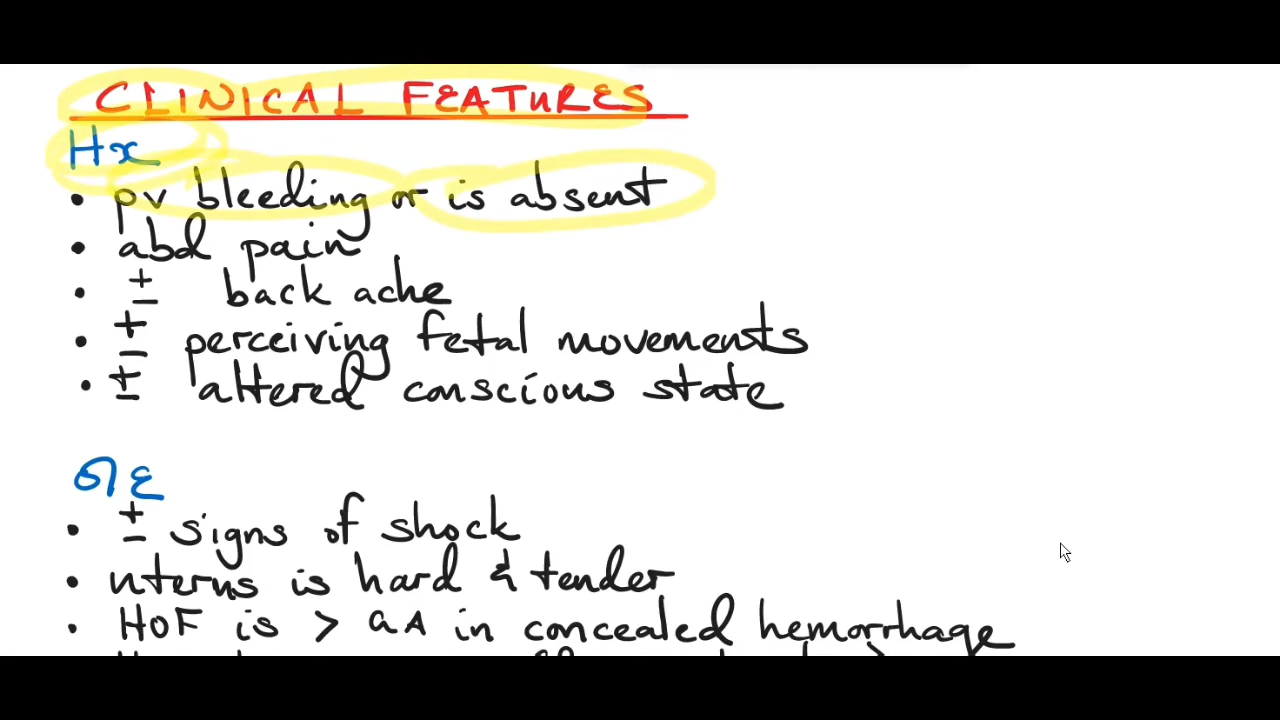 CLINICAL FEATURES
Hx
• pv bleeding or is absent
• abd pain
• ± back ache
• ± perceiving fetal movements
• ± altered conscious state
O/E
• ± signs of shock
• uterus is hard & tender
• HOF is > GA in concealed hemorrhage